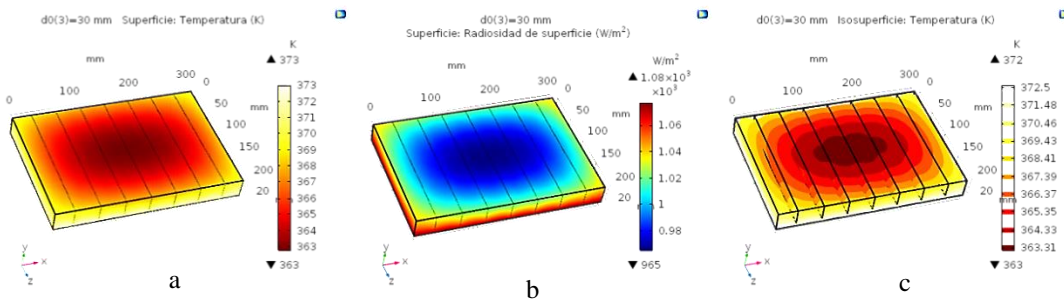 d0(3)=30 mm Superficie: Temperatura (K)
K
▲ 373
mm
0
100
200
300
0
50
mm
100
150
200
20
mm
373
372
371
370
369
368
367
366
365
364
363
▼ 363
y
x
z
a
d0(3)=30 mm
Superficie: Radiosidad de superficie (W/m²)
W/m²
▲ 1.08×10³
×10³
mm
0
100
200
300
0
50
mm
100
150
200
20
1.06
1.04
1.02
1
0.98
▼ 965
y
x
z
b
d0(3)=30 mm Isosuperficie: Temperatura (K)
K
▲ 372
mm
0
100
200
300
0
50
mm
100
150
200
20
mm
372.5
371.48
370.46
369.43
368.41
367.39
366.37
365.35
364.33
363.31
▼ 363
y
x
z
c